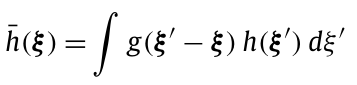 h̄(𝛏) = ∫ g(𝛏′ − 𝛏) h(𝛏′) dξ′